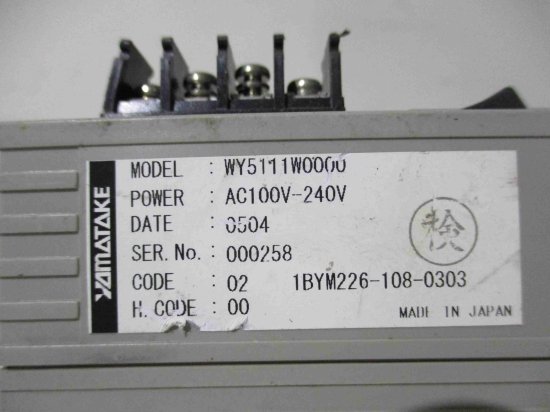 YAMATAKE
MODEL : WY5111W0000
POWER : AC100V-240V
DATE : 0504
SER. No. : 000258
CODE : 02 1BYM226-108-0303
H. CODE : 00
検
MADE IN JAPAN